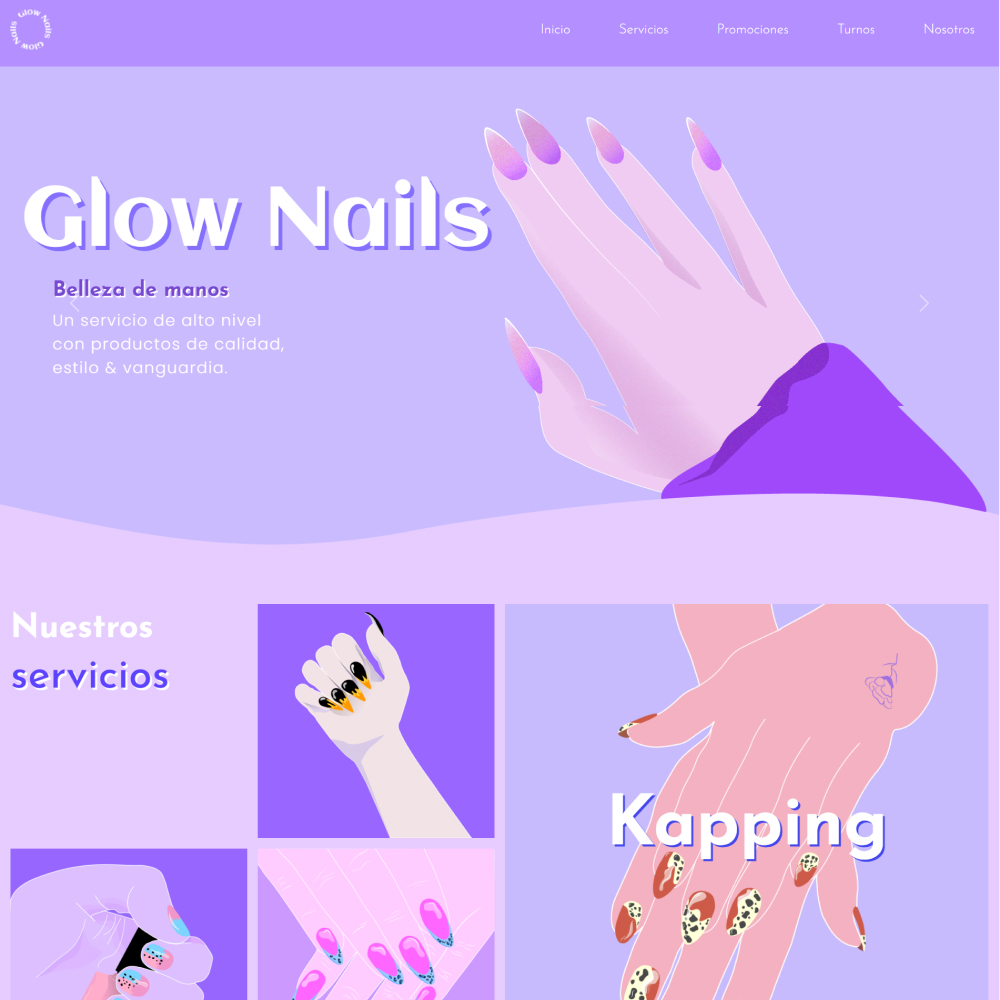 Glow Nails Glow Nails
Inicio Servicios Promociones Turnos Nosotros
Glow Nails
Belleza de manos
Un servicio de alto nivel
con productos de calidad,
estilo & vanguardia.
Nuestros
servicios
Kapping